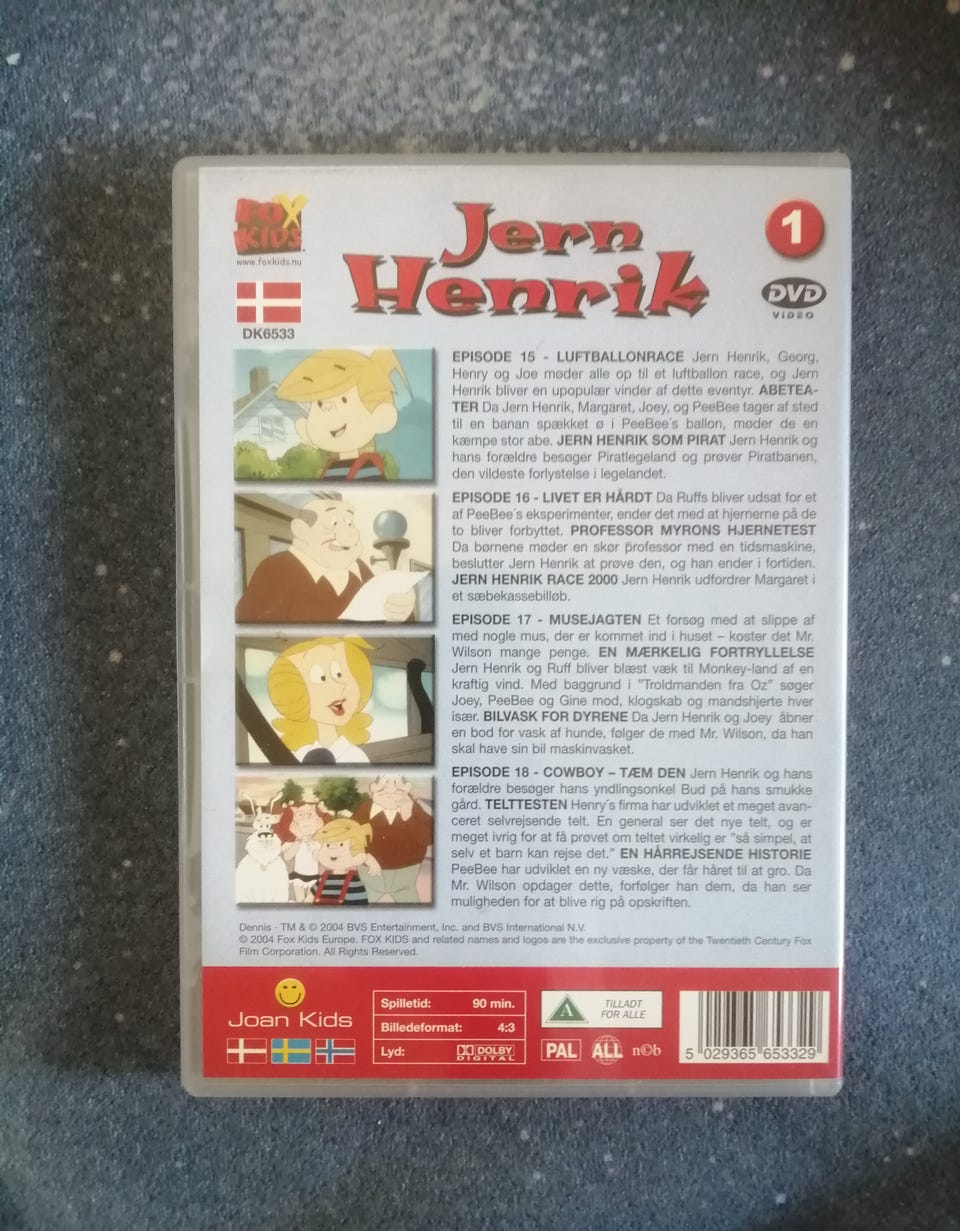 FOX
KIDS
www.foxkids.nu
DK6533
Jern
Henrik
1
DVD
VIDEO
EPISODE 15 - LUFTBALLONRACE Jern Henrik, Georg,
Henry og Joe møder alle op til et luftballon race, og Jern
Henrik bliver en upopulær vinder af dette eventyr. ABETEA-
TER Da Jern Henrik, Margaret, Joey, og PeeBee tager af sted
til en banan spækket ø i PeeBee´s ballon, møder de en
kæmpe stor abe. JERN HENRIK SOM PIRAT Jern Henrik og
hans forældre besøger Piratlegeland og prøver Piratbanen,
den vildeste forlystelse i legelandet.
EPISODE 16 - LIVET ER HÅRDT Da Ruffs bliver udsat for et
af PeeBee´s eksperimenter, ender det med at hjernerne på de
to bliver forbyttet. PROFESSOR MYRONS HJERNETEST
Da børnene møder en skør professor med en tidsmaskine,
beslutter Jern Henrik at prøve den, og han ender i fortiden.
JERN HENRIK RACE 2000 Jern Henrik udfordrer Margaret i
et sæbekassebilløb.
EPISODE 17 - MUSEJAGTEN Et forsøg med at slippe af
med nogle mus, der er kommet ind i huset – koster det Mr.
Wilson mange penge. EN MÆRKELIG FORTRYLLELSE
Jern Henrik og Ruff bliver blæst væk til Monkey-land af en
kraftig vind. Med baggrund i ”Troldmanden fra Oz” søger
Joey, PeeBee og Gine mod, klogskab og mandshjerte hver
især. BILVASK FOR DYRENE Da Jern Henrik og Joey åbner
en bod for vask af hunde, følger de med Mr. Wilson, da han
skal have sin bil maskinvasket.
EPISODE 18 - COWBOY – TÆM DEN Jern Henrik og hans
forældre besøger hans yndlingsonkel Bud på hans smukke
gård. TELTTESTEN Henry´s firma har udviklet et meget avan-
ceret selvrejsende telt. En general ser det nye telt, og er
meget ivrig for at få prøvet om teltet virkelig er ”så simpel, at
selv et barn kan rejse det.” EN HÅRREJSENDE HISTORIE
PeeBee har udviklet en ny væske, der får håret til at gro. Da
Mr. Wilson opdager dette, forfølger han dem, da han ser
muligheden for at blive rig på opskriften.
Dennis · TM & © 2004 BVS Entertainment, Inc. and BVS International N.V.
© 2004 Fox Kids Europe. FOX KIDS and related names and logos are the exclusive property of the Twentieth Century Fox
Film Corporation. All Rights Reserved.
Joan Kids
Spilletid: 90 min.
Billedeformat: 4:3
Lyd: DOLBY
DIGITAL
A
TILLADT
FOR ALLE
PAL ALL n©b
5 029365 653329